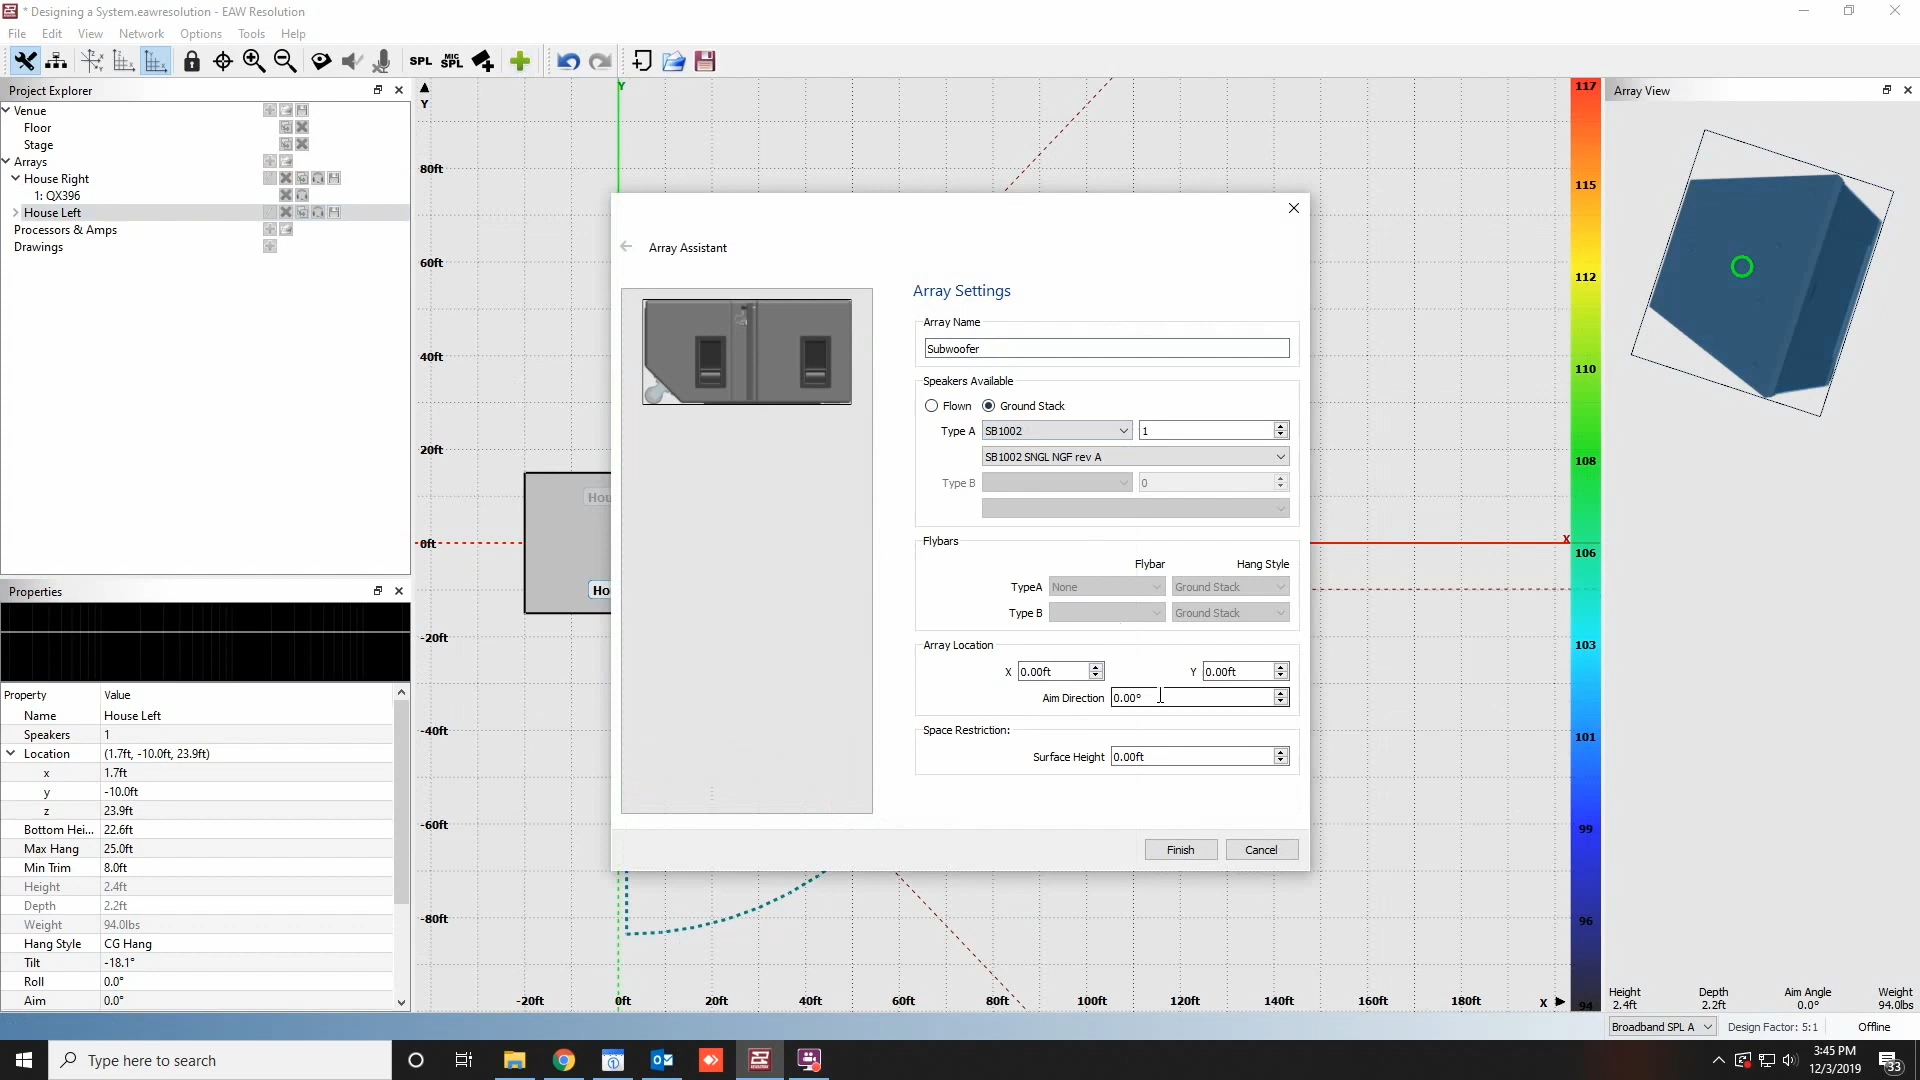 * Designing a System.eawresolution - EAW Resolution
File Edit View Network Options Tools Help
SPL MIC SPL
Project Explorer
Venue
Floor
Stage
Arrays
House Right
1: QX396
House Left
Processors & Amps
Drawings
Properties
Property Value
Name House Left
Speakers 1
Location (1.7ft, -10.0ft, 23.9ft)
x 1.7ft
y -10.0ft
z 23.9ft
Bottom Hei... 22.6ft
Max Hang 25.0ft
Min Trim 8.0ft
Height 2.4ft
Depth 2.2ft
Weight 94.0lbs
Hang Style CG Hang
Tilt -18.1°
Roll 0.0°
Aim 0.0°
Y
Y
80ft
60ft
40ft
20ft
0ft
-20ft
-40ft
-60ft
-80ft
X
Hou
Ho
-20ft 0ft 20ft 40ft 60ft 80ft 100ft 120ft 140ft 160ft 180ft X
Array Assistant
Array Settings
Array Name
Subwoofer
Speakers Available
Flown Ground Stack
Type A SB1002 1
SB1002 SNGL NGF rev A
Type B 0
Flybars
Flybar Hang Style
TypeA None Ground Stack
Type B Ground Stack
Array Location
X 0.00ft Y 0.00ft
Aim Direction 0.00°
Space Restriction:
Surface Height 0.00ft
Finish Cancel
117
115
112
110
108
106
103
101
99
96
94
Array View
Height Depth Aim Angle Weight
2.4ft 2.2ft 0.0° 94.0lbs
Broadband SPL A Design Factor: 5:1 Offline
Type here to search
3:45 PM
12/3/2019
33